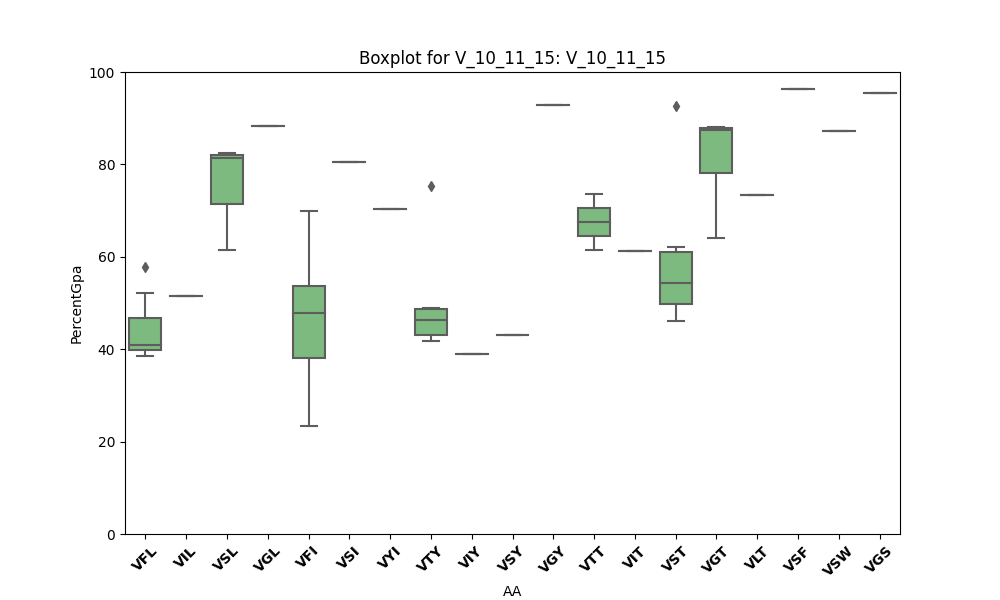 Boxplot for V_10_11_15: V_10_11_15
100
80
60
40
20
0
PercentGpa
VFL VIL VSL VGL VFI VSI VYI VTY VIY VSY VGY VTT VIT VST VGT VLT VSF VSW VGS
AA